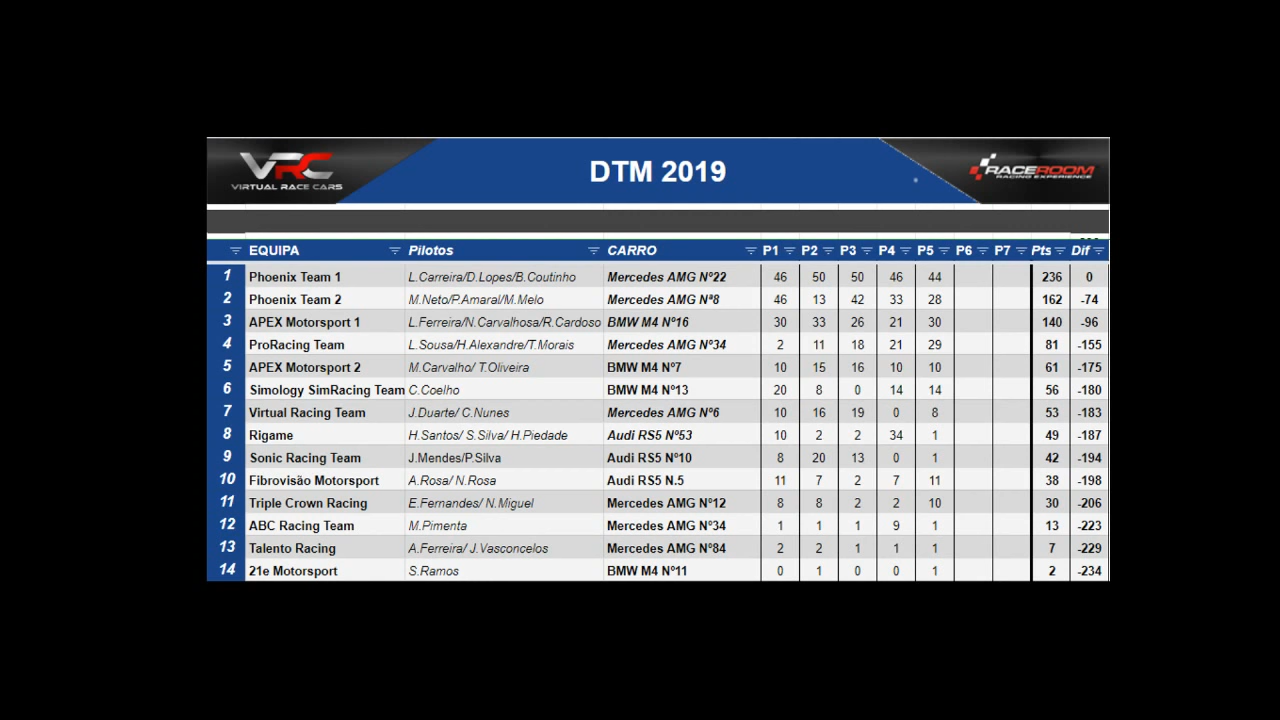 VRC
VIRTUAL RACE CARS
DTM 2019
RACEROOM
RACING EXPERIENCE
EQUIPA Pilotos CARRO P1 P2 P3 P4 P5 P6 P7 Pts Dif
1 Phoenix Team 1 L.Carreira/D.Lopes/B.Coutinho Mercedes AMG Nº22 46 50 50 46 44 236 0
2 Phoenix Team 2 M.Neto/P.Amaral/M.Melo Mercedes AMG Nª8 46 13 42 33 28 162 -74
3 APEX Motorsport 1 L.Ferreira/N.Carvalhosa/R.Cardoso BMW M4 Nº16 30 33 26 21 30 140 -96
4 ProRacing Team L.Sousa/H.Alexandre/T.Morais Mercedes AMG Nº34 2 11 18 21 29 81 -155
5 APEX Motorsport 2 M.Carvalho/ T.Oliveira BMW M4 Nº7 10 15 16 10 10 61 -175
6 Simology SimRacing Team C.Coelho BMW M4 Nº13 20 8 0 14 14 56 -180
7 Virtual Racing Team J.Duarte/ C.Nunes Mercedes AMG Nº6 10 16 19 0 8 53 -183
8 Rigame H.Santos/ S.Silva/ H.Piedade Audi RS5 Nº53 10 2 2 34 1 49 -187
9 Sonic Racing Team J.Mendes/P.Silva Audi RS5 Nº10 8 20 13 0 1 42 -194
10 Fibrovisão Motorsport A.Rosa/ N.Rosa Audi RS5 N.5 11 7 2 7 11 38 -198
11 Triple Crown Racing E.Fernandes/ N.Miguel Mercedes AMG Nº12 8 8 2 2 10 30 -206
12 ABC Racing Team M.Pimenta Mercedes AMG Nº34 1 1 1 9 1 13 -223
13 Talento Racing A.Ferreira/ J.Vasconcelos Mercedes AMG Nº84 2 2 1 1 1 7 -229
14 21e Motorsport S.Ramos BMW M4 Nº11 0 1 0 0 1 2 -234